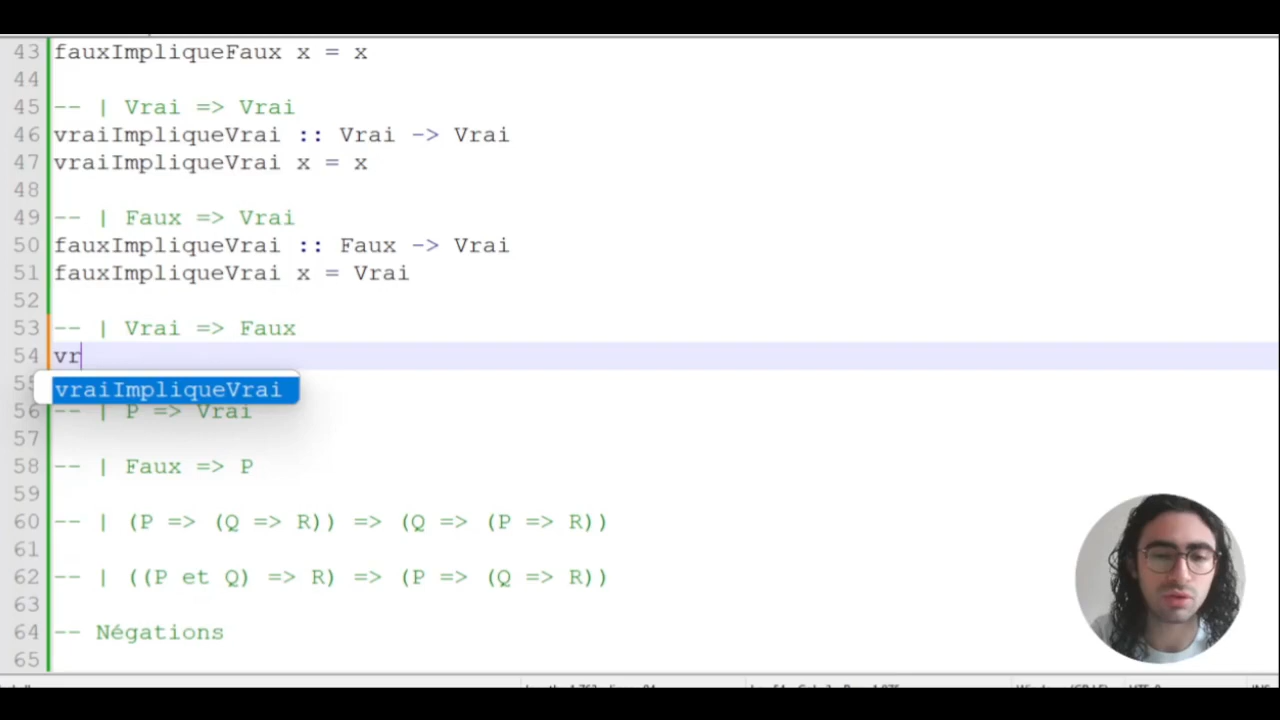 43 fauxImpliqueFaux x = x
44
45 -- | Vrai => Vrai
46 vraiImpliqueVrai :: Vrai -> Vrai
47 vraiImpliqueVrai x = x
48
49 -- | Faux => Vrai
50 fauxImpliqueVrai :: Faux -> Vrai
51 fauxImpliqueVrai x = Vrai
52
53 -- | Vrai => Faux
54 vr
vraiImpliqueVrai
56 -- | P => Vrai
57
58 -- | Faux => P
59
60 -- | (P => (Q => R)) => (Q => (P => R))
61
62 -- | ((P et Q) => R) => (P => (Q => R))
63
64 -- Négations
65